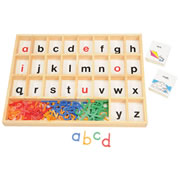 a b c d e f g h
i j k l m n o p
q r s t u v w x
y z
a b c d